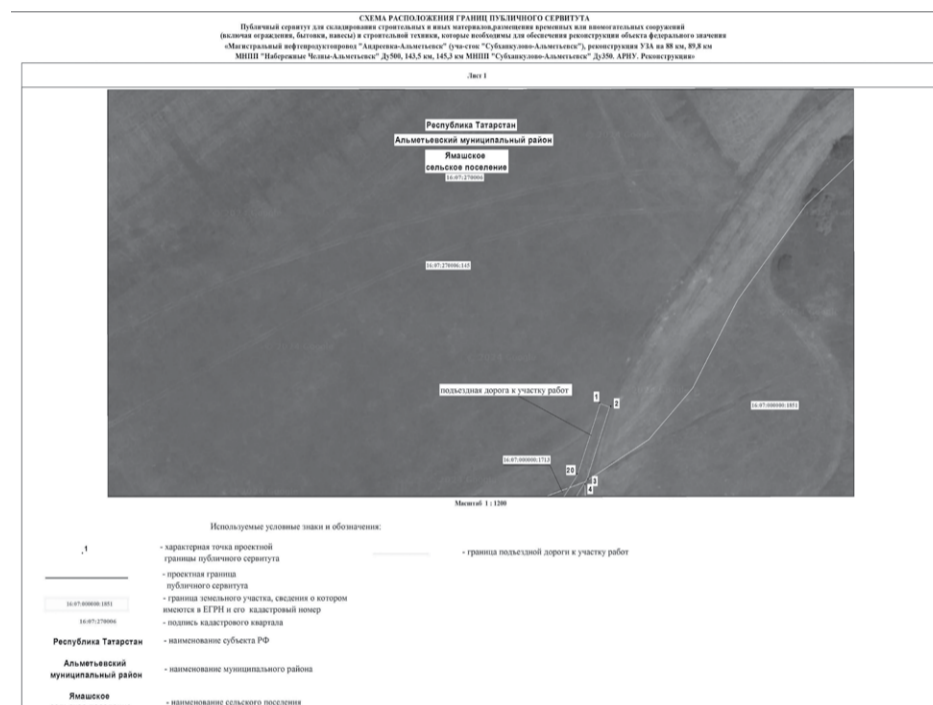 СХЕМА РАСПОЛОЖЕНИЯ ГРАНИЦ ПУБЛИЧНОГО СЕРВИТУТА
Публичный сервитут для складирования строительных и иных материалов,размещения временных или вномогательных сооружений
(включая ограждения, бытовки, навесы) и строительной техники, которые необходимы для обеспечения реконструкции объекта федерального значения
«Магистральный нефтепродуктопровод "Андреевка-Альметьевск" (уча-сток "Субханкулово-Альметьевск"), реконструкция УЗА на 88 км, 89,8 км
МНПП "Набережные Челны-Альметьевск" Ду500, 143,5 км, 145,3 км МНПП "Субханкулово-Альметьевск" Ду350. АРНУ. Реконструкция»
Лист 1
Республика Татарстан
Альметьевский муниципальный район
Ямашское
сельское поселение
16:07:270006
16:07:270006:145
подъездная дорога к участку работ
1
2
16:07:000000:1851
16:07:000000:1713
20
3
4
Масштаб 1 : 1200
Используемые условные знаки и обозначения:
.1
- характерная точка проектной
границы публичного сервитута
- граница подъездной дороги к участку работ
- проектная граница
публичного сервитута
16:07:000000:1851
- граница земельного участка, сведения о котором
имеются в ЕГРН и его кадастровый номер
16:07:270006
- подпись кадастрового квартала
Республика Татарстан
- наименование субъекта РФ
Альметьевский
муниципальный район
- наименование муниципального района
Ямашское
- наименование сельского поселения